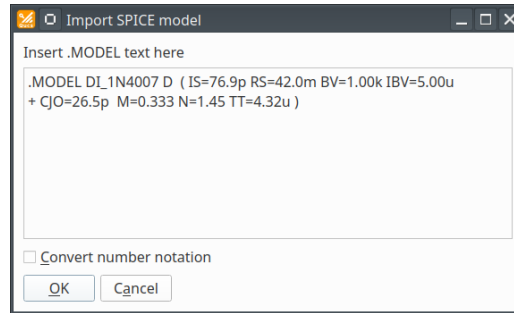 Import SPICE model
Insert .MODEL text here
.MODEL DI_1N4007 D ( IS=76.9p RS=42.0m BV=1.00k IBV=5.00u
+ CJO=26.5p M=0.333 N=1.45 TT=4.32u )
Convert number notation
OK Cancel